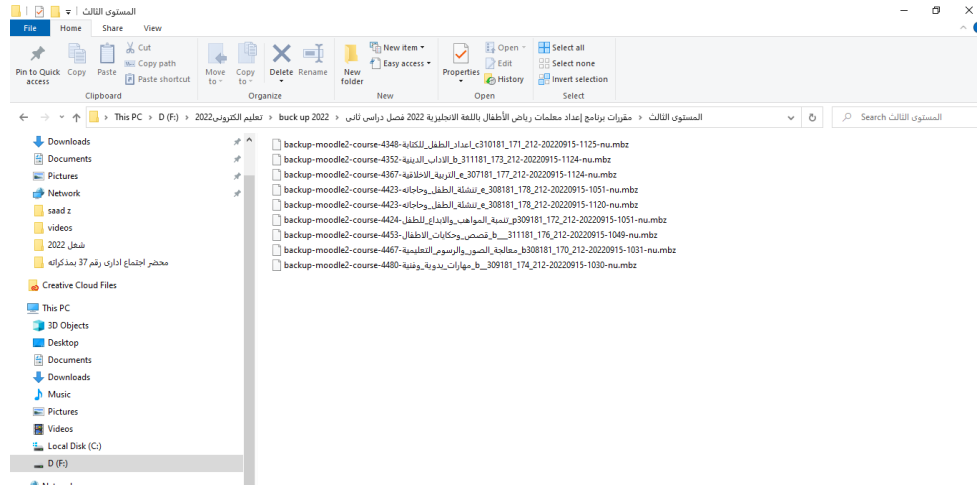 المستوى الثالث
File Home Share View
Pin to Quick access
Copy
Paste
Cut
Copy path
Paste shortcut
Move to
Copy to
Delete
Rename
New folder
New item
Easy access
Properties
Open
Edit
History
Select all
Select none
Invert selection
Clipboard Organize New Open Select
This PC > D (F:) > تعليم الكترونى2022 > buck up 2022 > مقررات برنامج إعداد معلمات رياض الأطفال باللغة الانجليزية 2022 فصل دراسى ثانى > المستوى الثالث
Search المستوى الثالث
Downloads
Documents
Pictures
Network
saad z
videos
شغل 2022
محضر اجتماع ادارى رقم 37 بمذكراته
Creative Cloud Files
This PC
3D Objects
Desktop
Documents
Downloads
Music
Pictures
Videos
Local Disk (C:)
D (F:)
backup-moodle2-course-4348-اعداد_الطفل_للكتابة_c310181_171_212-20220915-1125-nu.mbz
backup-moodle2-course-4352-الاداب_الدينية_b_311181_173_212-20220915-1124-nu.mbz
backup-moodle2-course-4367-التربية_الاخلاقية_e_307181_177_212-20220915-1124-nu.mbz
backup-moodle2-course-4423-تنشئة_الطفل_وحاجاته_e_308181_178_212-20220915-1051-nu.mbz
backup-moodle2-course-4423-تنشئة_الطفل_وحاجاته_e_308181_178_212-20220915-1120-nu.mbz
backup-moodle2-course-4424-تنمية_المواهب_والابداع_للطفل_p309181_172_212-20220915-1051-nu.mbz
backup-moodle2-course-4453-قصص_وحكايات_الاطفال_b__311181_176_212-20220915-1049-nu.mbz
backup-moodle2-course-4467-معالجة_الصور_والرسوم_التعليمية_b308181_170_212-20220915-1031-nu.mbz
backup-moodle2-course-4480-مهارات_يدوية_وفنية_b__309181_174_212-20220915-1030-nu.mbz